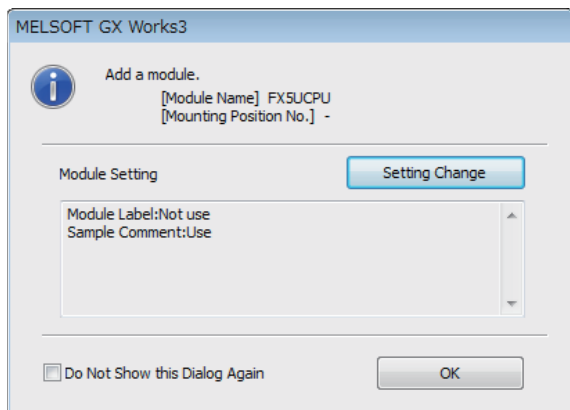 MELSOFT GX Works3
Add a module.
[Module Name] FX5UCPU
[Mounting Position No.] -
Module Setting
Setting Change
Module Label:Not use
Sample Comment:Use
Do Not Show this Dialog Again
OK